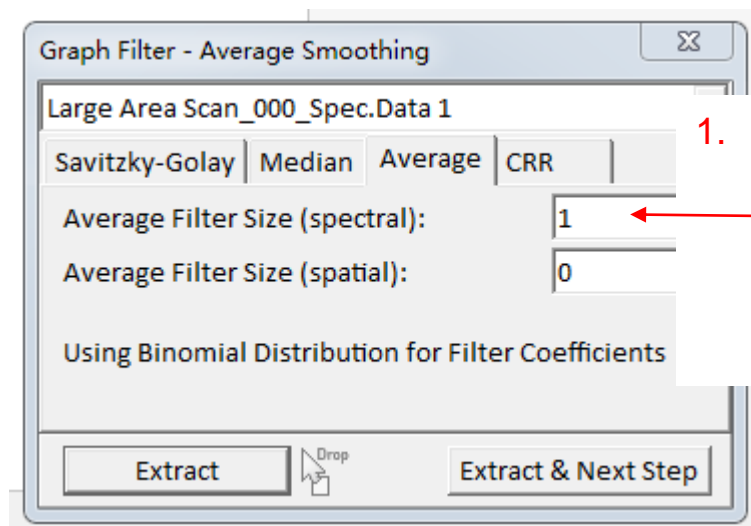 Graph Filter - Average Smoothing
Large Area Scan_000_Spec.Data 1
1.
Savitzky-Golay Median Average CRR
Average Filter Size (spectral): 1
Average Filter Size (spatial): 0
Using Binomial Distribution for Filter Coefficients
Extract Drop Extract & Next Step